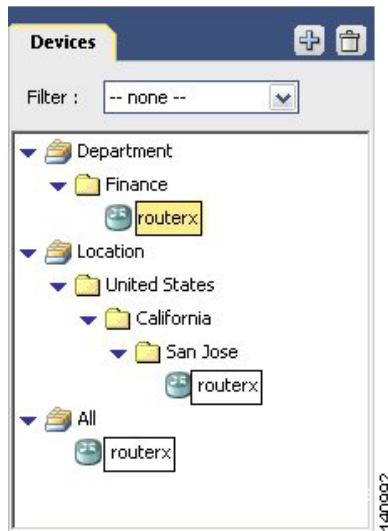 Devices
Filter : -- none --
Department
Finance
routerx
Location
United States
California
San Jose
routerx
All
routerx
140992